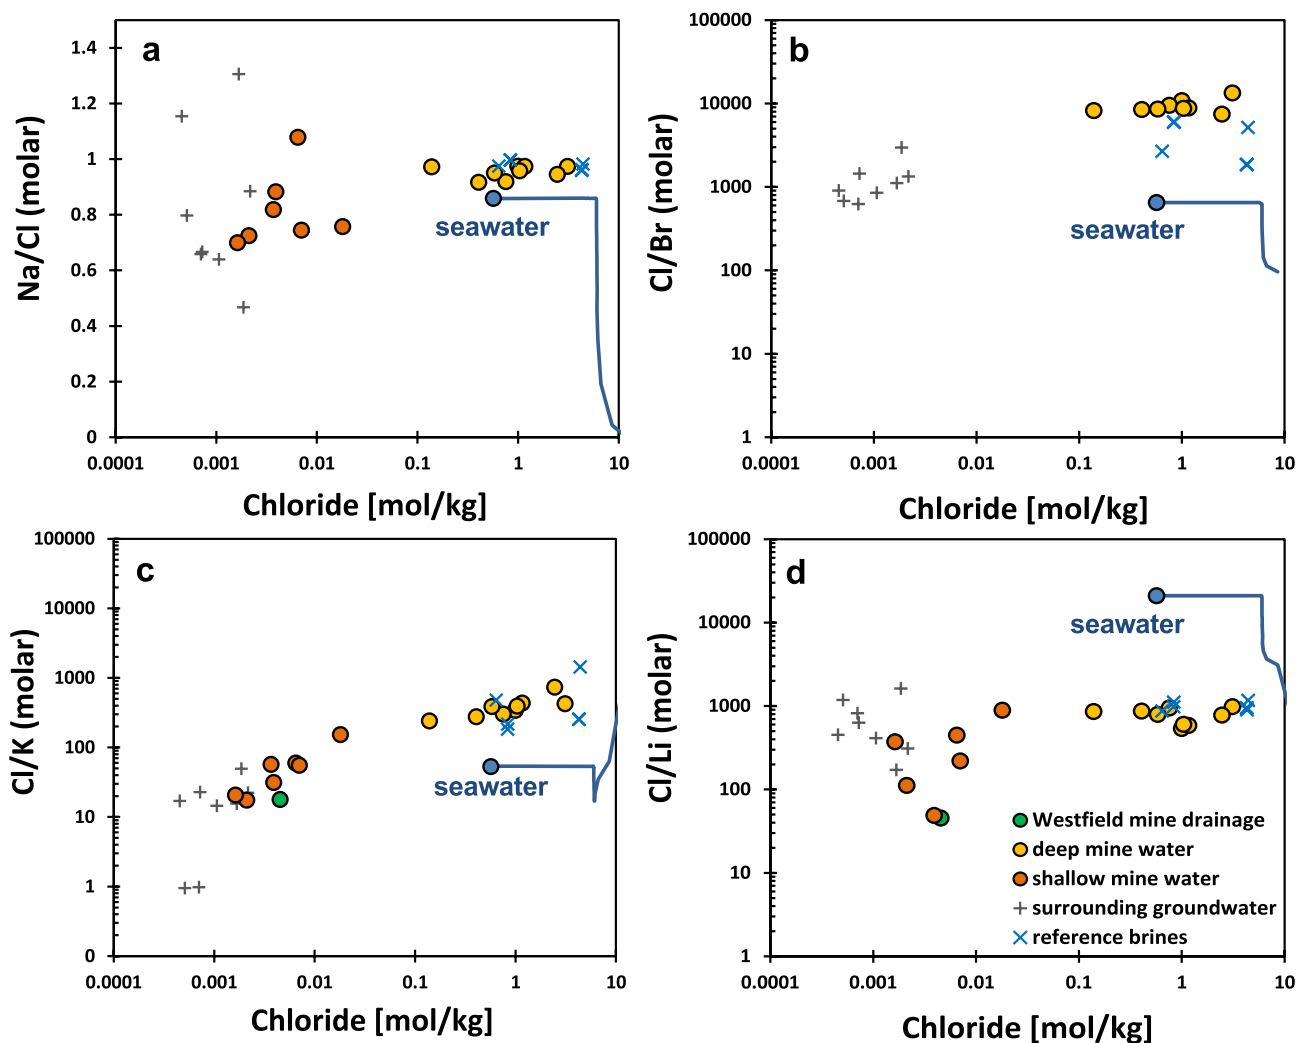 a
1.4
1.2
1
0.8
0.6
0.4
0.2
0
Na/Cl (molar)
seawater
0.0001
0.001
0.01
0.1
1
10
Chloride [mol/kg]
b
100000
10000
1000
100
10
1
Cl/Br (molar)
seawater
0.0001
0.001
0.01
0.1
1
10
Chloride [mol/kg]
c
100000
10000
1000
100
10
1
0
Cl/K (molar)
seawater
0.0001
0.001
0.01
0.1
1
10
Chloride [mol/kg]
d
100000
10000
1000
100
10
1
Cl/Li (molar)
seawater
Westfield mine drainage
deep mine water
shallow mine water
surrounding groundwater
reference brines
0.0001
0.001
0.01
0.1
1
10
Chloride [mol/kg]